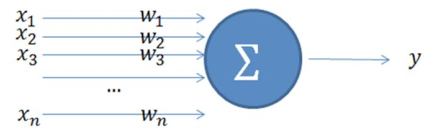 x₁ w₁
x₂ w₂
x₃ w₃
Σ
y
...
xₙ wₙ